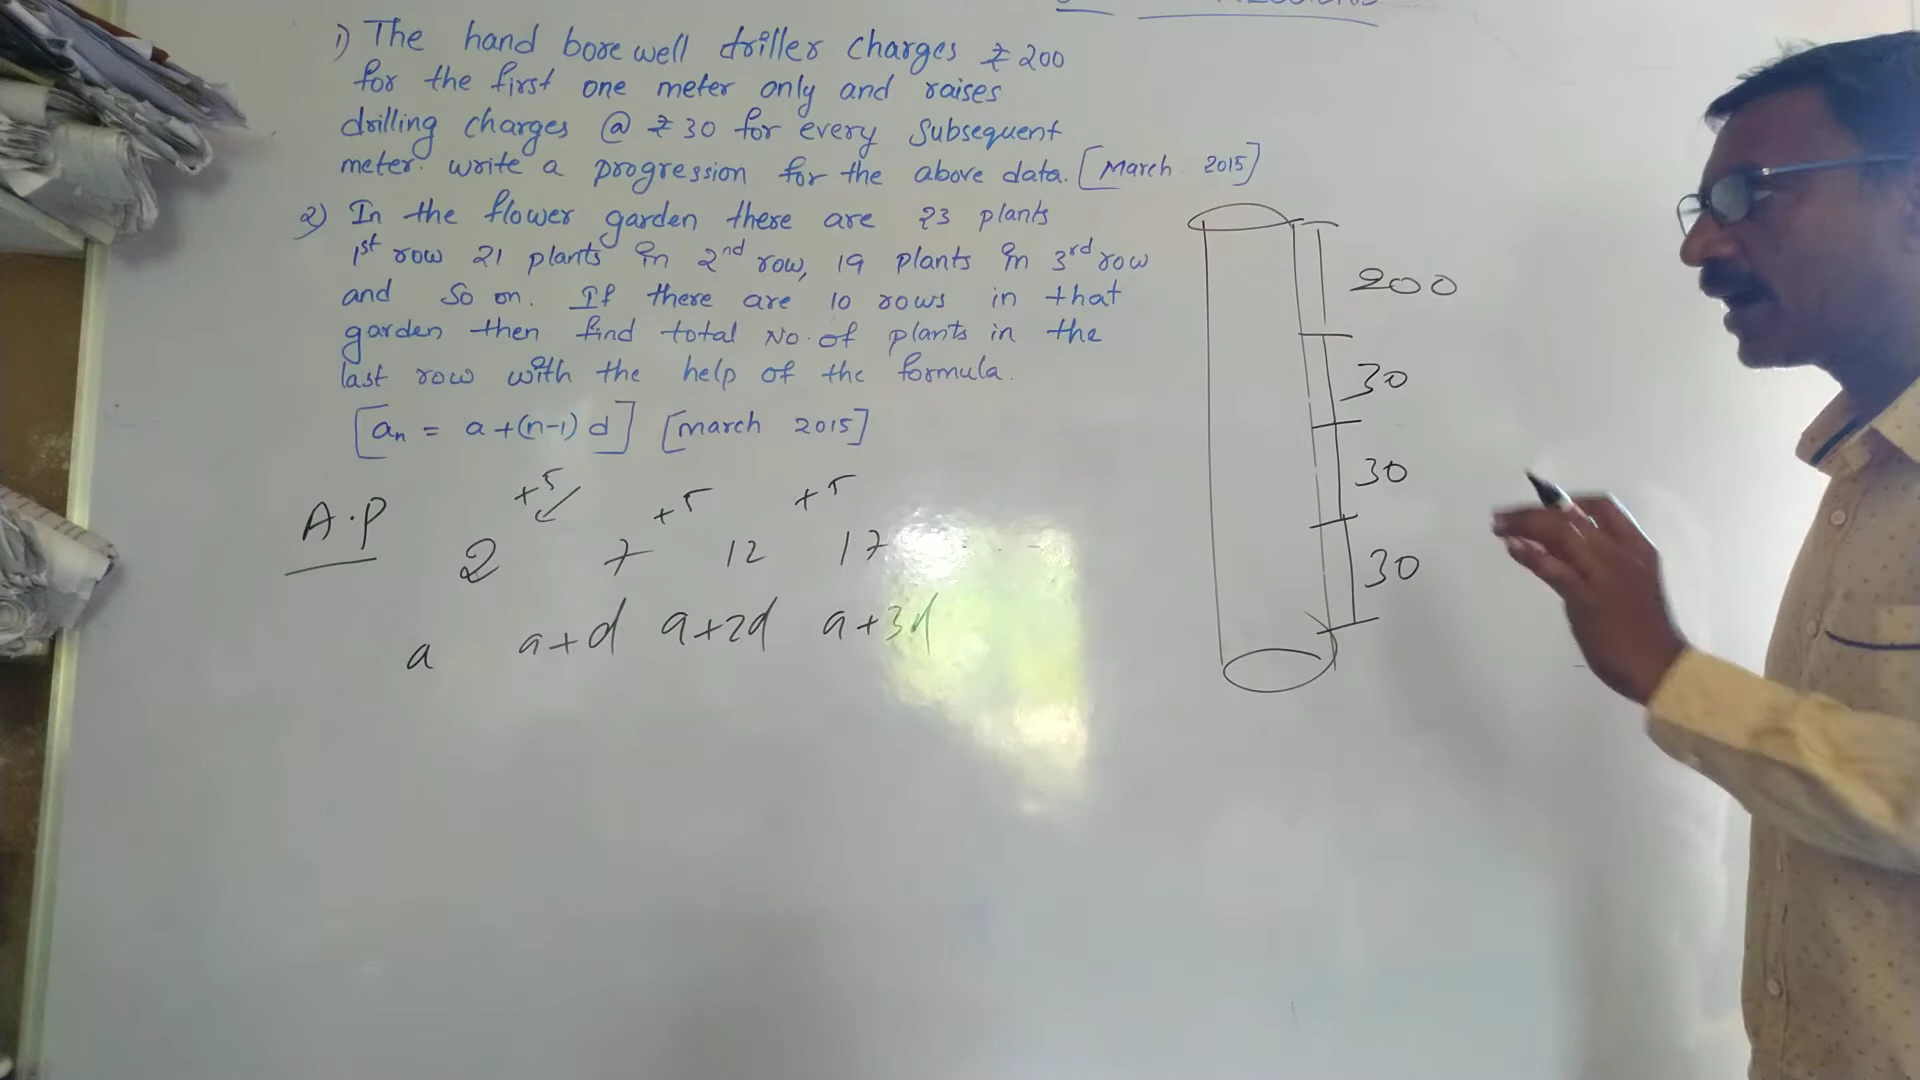 1) The hand borewell driller charges ₹ 200
for the first one meter only and raises
drilling charges @ ₹ 30 for every subsequent
meter. write a progression for the above data. [March 2015]
2) In the flower garden there are 23 plants
1st row 21 plants in 2nd row, 19 plants in 3rd row
and so on. If there are 10 rows in that
garden then find total No. of plants in the
last row with the help of the formula.
[an = a+(n-1) d] [march 2015]
+5 +5 +5
A.P 2 7 12 17 ....
a a+d a+2d a+3d
200
30
30
30